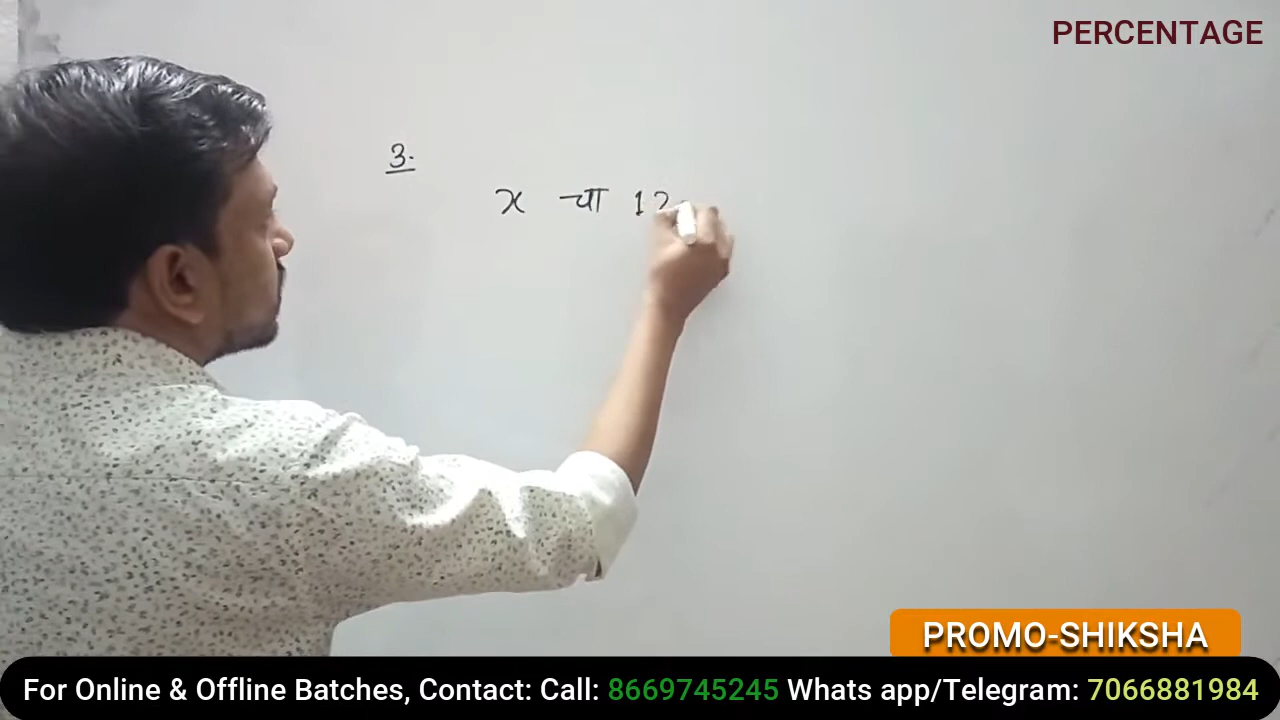 PERCENTAGE
3.
x चा 12
PROMO-SHIKSHA
For Online & Offline Batches, Contact: Call: 8669745245 Whats app/Telegram: 7066881984